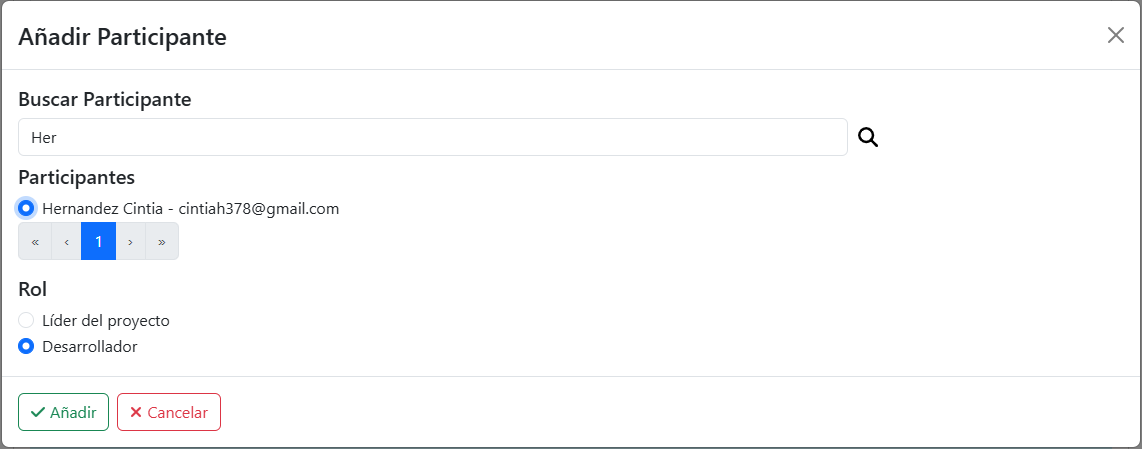 Añadir Participante
Buscar Participante
Her
Participantes
Hernandez Cintia - cintiah378@gmail.com
« ‹ 1 › »
Rol
Líder del proyecto
Desarrollador
Añadir Cancelar